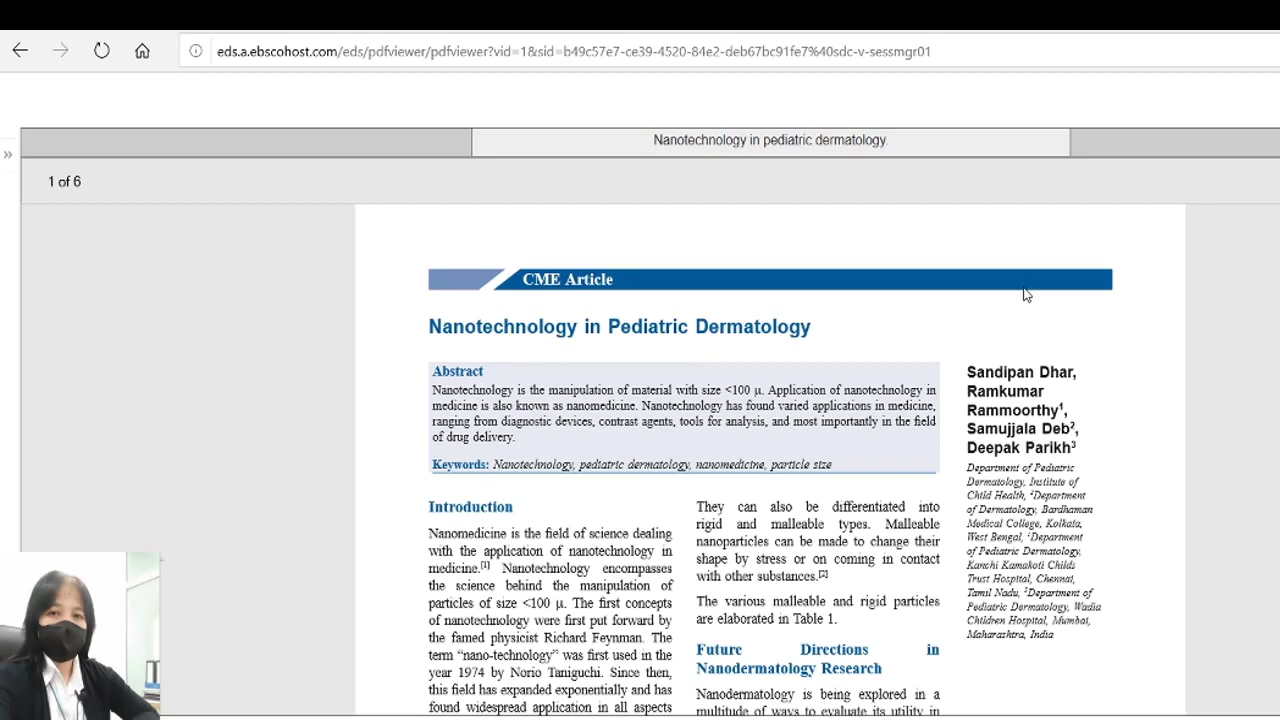 eds.a.ebscohost.com/eds/pdfviewer/pdfviewer?vid=1&sid=b49c57e7-ce39-4520-84e2-deb67bc91fe7%40sdc-v-sessmgr01
Nanotechnology in pediatric dermatology.
»
1 of 6
CME Article
Nanotechnology in Pediatric Dermatology
Abstract
Nanotechnology is the manipulation of material with size <100 μ. Application of nanotechnology in
medicine is also known as nanomedicine. Nanotechnology has found varied applications in medicine,
ranging from diagnostic devices, contrast agents, tools for analysis, and most importantly in the field
of drug delivery.
Keywords: Nanotechnology, pediatric dermatology, nanomedicine, particle size
Sandipan Dhar,
Ramkumar
Rammoorthy¹,
Samujjala Deb²,
Deepak Parikh³
Department of Pediatric
Dermatology, Institute of
Child Health, ²Department
of Dermatology, Bardhaman
Medical College, Kolkata,
West Bengal, ¹Department
of Pediatric Dermatology,
Kanchi Kamakoti Childs
Trust Hospital, Chennai,
Tamil Nadu, ³Department of
Pediatric Dermatology, Wadia
Children Hospital, Mumbai,
Maharashtra, India
Introduction
Nanomedicine is the field of science dealing
with the application of nanotechnology in
medicine.[1] Nanotechnology encompasses
the science behind the manipulation of
particles of size <100 μ. The first concepts
of nanotechnology were first put forward by
the famed physicist Richard Feynman. The
term “nano-technology” was first used in the
year 1974 by Norio Taniguchi. Since then,
this field has expanded exponentially and has
found widespread application in all aspects
They can also be differentiated into
rigid and malleable types. Malleable
nanoparticles can be made to change their
shape by stress or on coming in contact
with other substances.[2]
The various malleable and rigid particles
are elaborated in Table 1.
Future Directions in
Nanodermatology Research
Nanodermatology is being explored in a
multitude of ways to evaluate its utility in